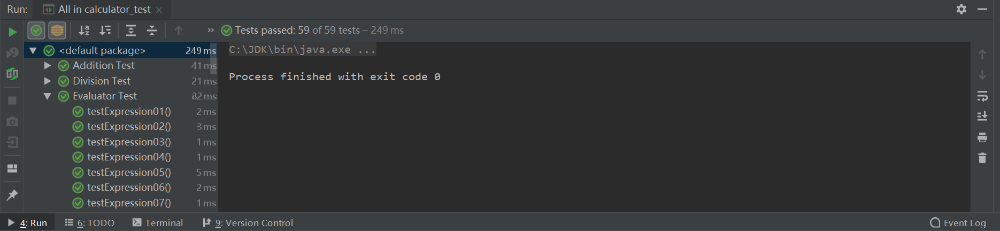 Run: All in calculator_test
Tests passed: 59 of 59 tests – 249 ms
<default package> 249 ms
Addition Test 41 ms
Division Test 21 ms
Evaluator Test 82 ms
testExpression01() 2 ms
testExpression02() 3 ms
testExpression03() 1 ms
testExpression04() 1 ms
testExpression05() 5 ms
testExpression06() 2 ms
testExpression07() 1 ms
C:\JDK\bin\java.exe ...
Process finished with exit code 0
4: Run 6: TODO Terminal 9: Version Control Event Log